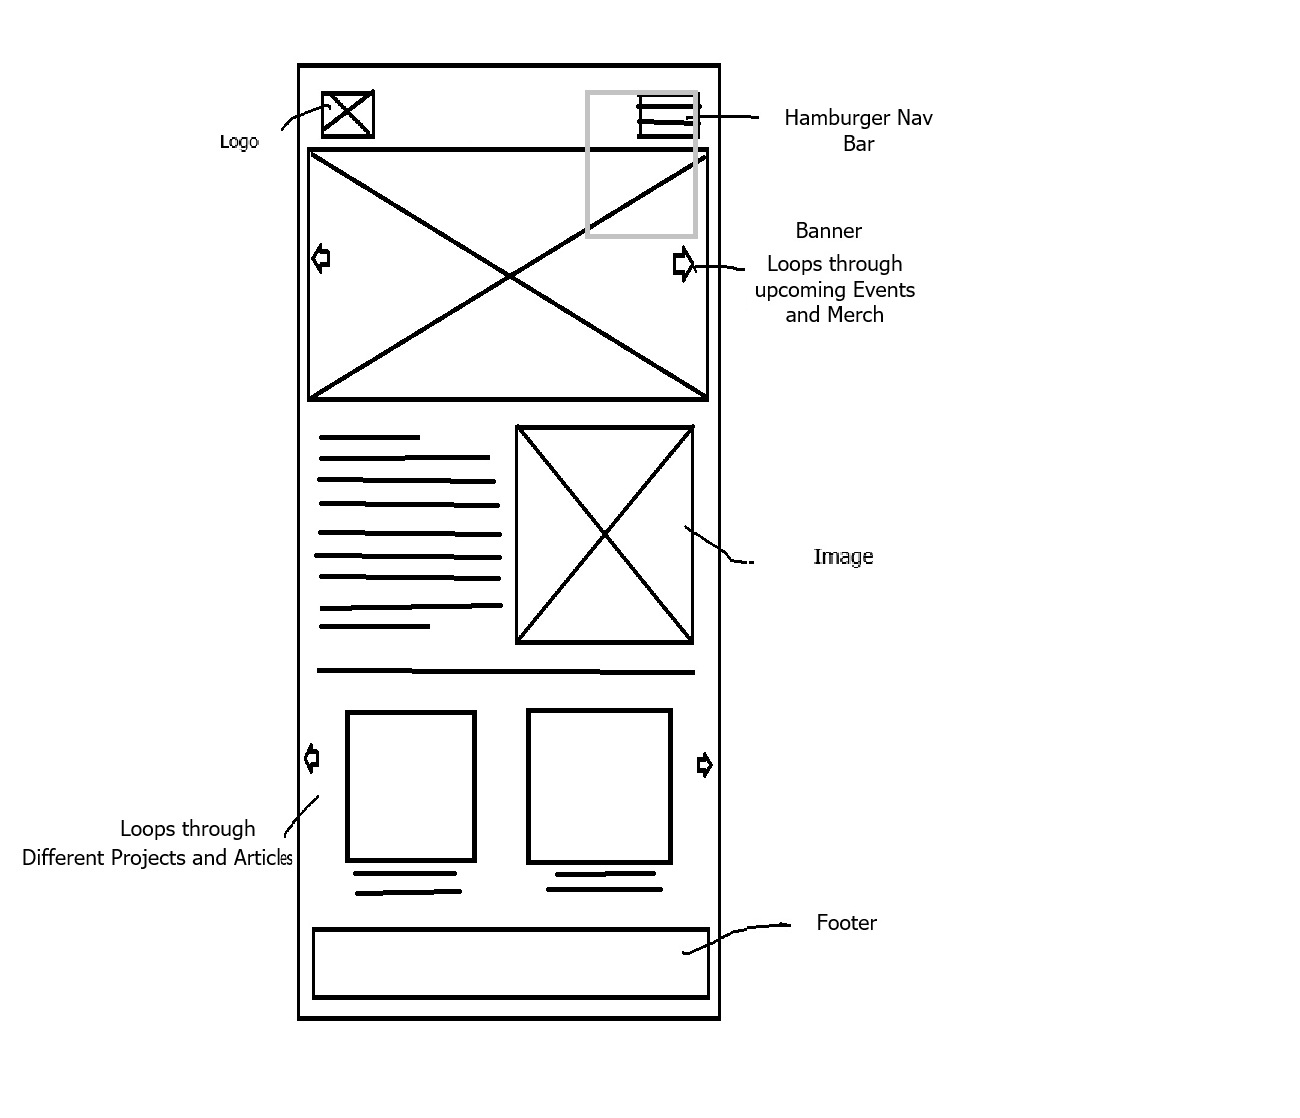 Logo
Hamburger Nav
Bar
Banner
Loops through
upcoming Events
and Merch
Image
Loops through
Different Projects and Articles
Footer